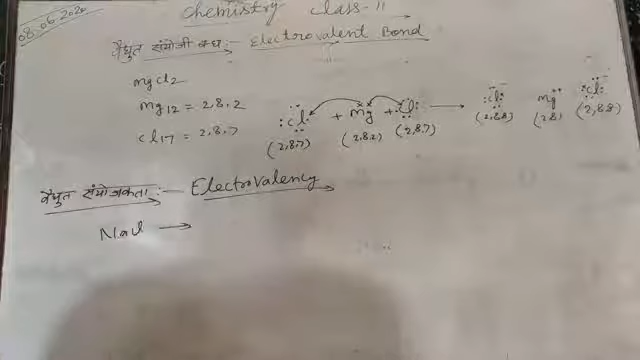 08.06.2020
Chemistry Class-11
वैद्युत संयोजी बन्ध:- Electrovalent Bond
mgcl2
mg12 = 2,8,2
cl17 = 2,8,7
:Cl: + Mg + :Cl: → :Cl:⁻ Mg⁺⁺ :Cl:⁻
(2,8,7) (2,8,2) (2,8,7) (2,8,8) (2,8) (2,8,8)
वैद्युत संयोजकता:- Electrovalency
Nacl →